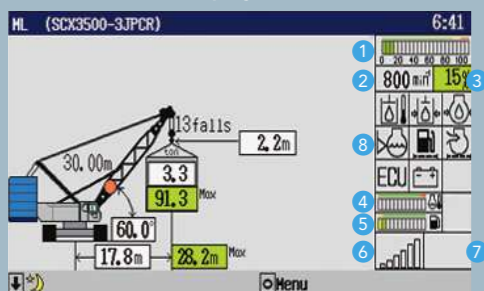 ML (SCX3500-3JPCR) 6:41
1
0 20 40 60 80 100
2 800 min⁻¹ 15% 3
13falls
2.2m
ton
30.00m
3.3
91.3 Max
8
ECU
60.0°
4
5
17.8m 28.2m Max
6 7
Menu